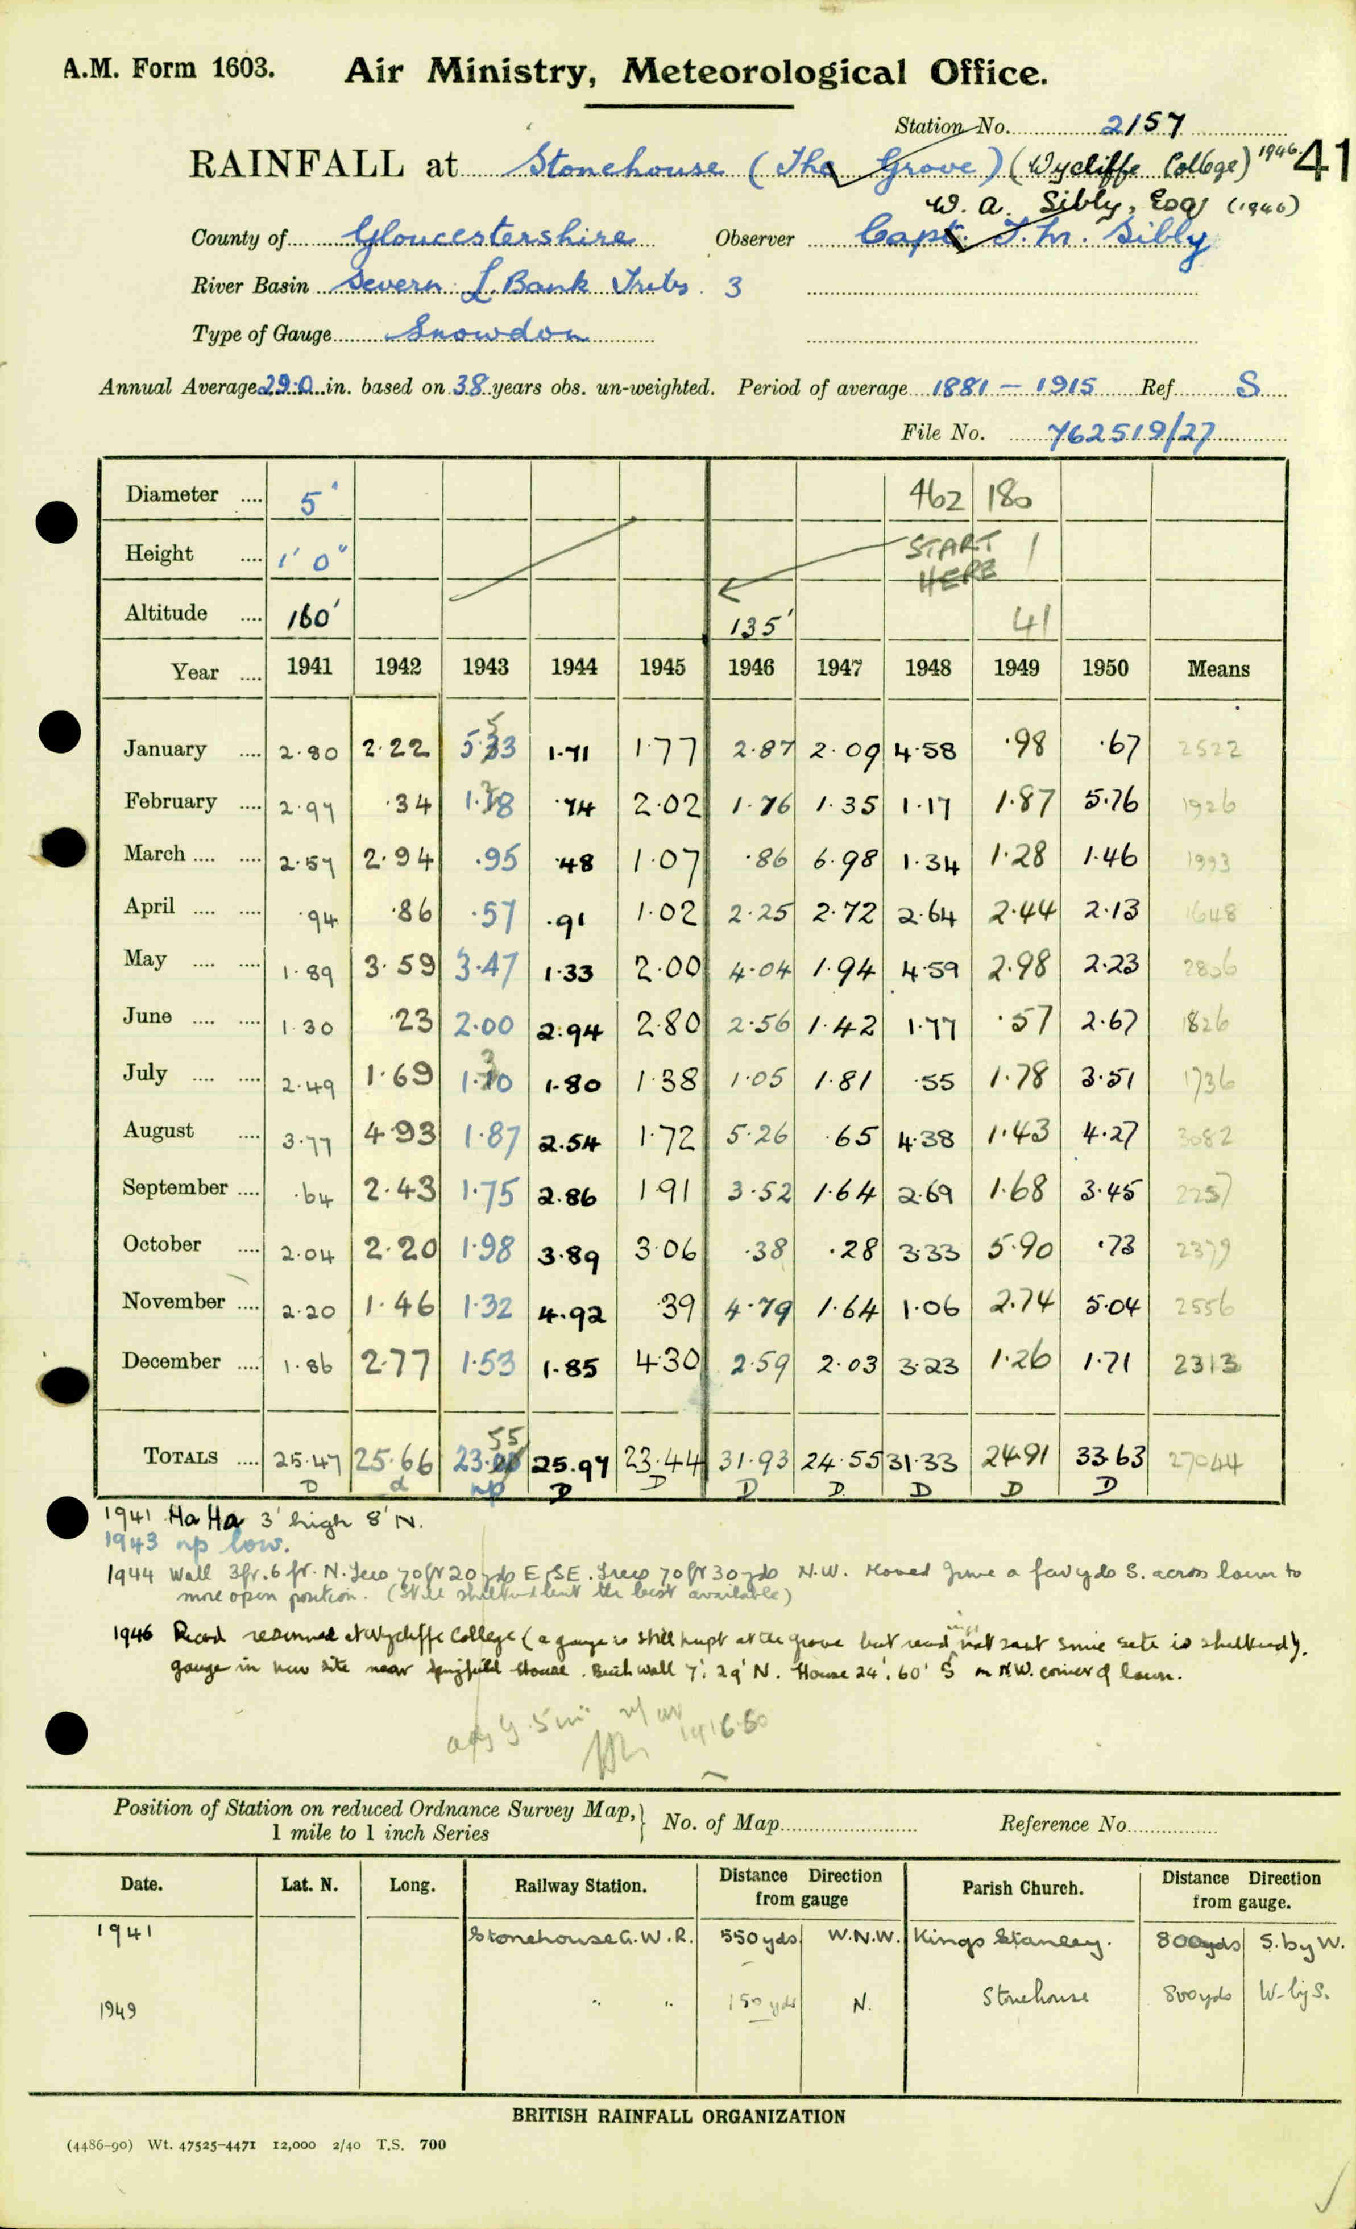 A.M. Form 1603. Air Ministry, Meteorological Office.
Station No. 2157
RAINFALL at Stonehouse (The Grove) (Wycliffe College) 1946 41
W. A. Sibly, Esq (1946)
County of Gloucestershire Observer Capt. T. M. Sibly
River Basin Severn L. Bank Tribs. 3
Type of Gauge Snowdon
Annual Average 29.0 in. based on 38 years obs. un-weighted. Period of average 1881 – 1915 Ref S
File No. 762519/27
Diameter .... 5" 462 180
Height .... 1' 0" START HERE 1
Altitude .... 160' 135' 41
Year .... 1941 1942 1943 1944 1945 1946 1947 1948 1949 1950 Means
January .... 2.80 2.22 5.533 1.71 1.77 2.87 2.09 4.58 .98 .67 2522
February .... 2.97 .34 1.38 .74 2.02 1.76 1.35 1.17 1.87 5.76 1926
March .... .... 2.57 2.94 .95 .48 1.07 .86 6.98 1.34 1.28 1.46 1993
April .... .... .94 .86 .57 .91 1.02 2.25 2.72 2.64 2.44 2.13 1648
May .... .... 1.89 3.59 3.47 1.33 2.00 4.04 1.94 4.59 2.98 2.23 2806
June .... .... 1.30 .23 2.00 2.94 2.80 2.56 1.42 1.77 .57 2.67 1826
July .... .... 2.49 1.69 1.30 1.80 1.38 1.05 1.81 .55 1.78 3.51 1736
August .... 3.77 4.93 1.87 2.54 1.72 5.26 .65 4.38 1.43 4.27 3082
September .... .64 2.43 1.75 2.86 1.91 3.52 1.64 2.69 1.68 3.45 2257
October .... 2.04 2.20 1.98 3.89 3.06 .38 .28 3.33 5.90 .73 2379
November .... 2.20 1.46 1.32 4.92 .39 4.79 1.64 1.06 2.74 5.04 2556
December .... 1.86 2.77 1.53 1.85 4.30 2.59 2.03 3.23 1.26 1.71 2313
TOTALS .... 25.47 25.66 23.55 25.97 23.44 31.93 24.55 31.33 24.91 33.63 27044
D d np D D D D. D D D
1941 Ha Ha 3' high 8' N.
1943 np low.
1944 Wall 3ft. 6 ft. N. Trees 70ft 20 yds E-SE. Trees 70 ft 30 yds N.W. Moved gauge a few yds S. across lawn to
more open position. (Still sheltered but the best available)
1946 Record resumed at Wycliffe College (a gauge is still kept at the Grove but read not sent since site is sheltered).
gauge in new site near Springfield House. Brick wall 7': 29' N. House 24': 60' S on N.W. corner of lawn.
14/6.50
Position of Station on reduced Ordnance Survey Map, 1 mile to 1 inch Series } No. of Map Reference No.
Date. Lat. N. Long. Railway Station. Distance Direction from gauge Parish Church. Distance Direction from gauge.
1941 Stonehouse G.W.R. 550 yds W.N.W. Kings Stanley. 800 yds S. by W.
1949 " " 150 yds N. Stonehouse 800 yds W. by S.
BRITISH RAINFALL ORGANIZATION
(4486–90) Wt. 47525–4471 12,000 2/40 T.S. 700